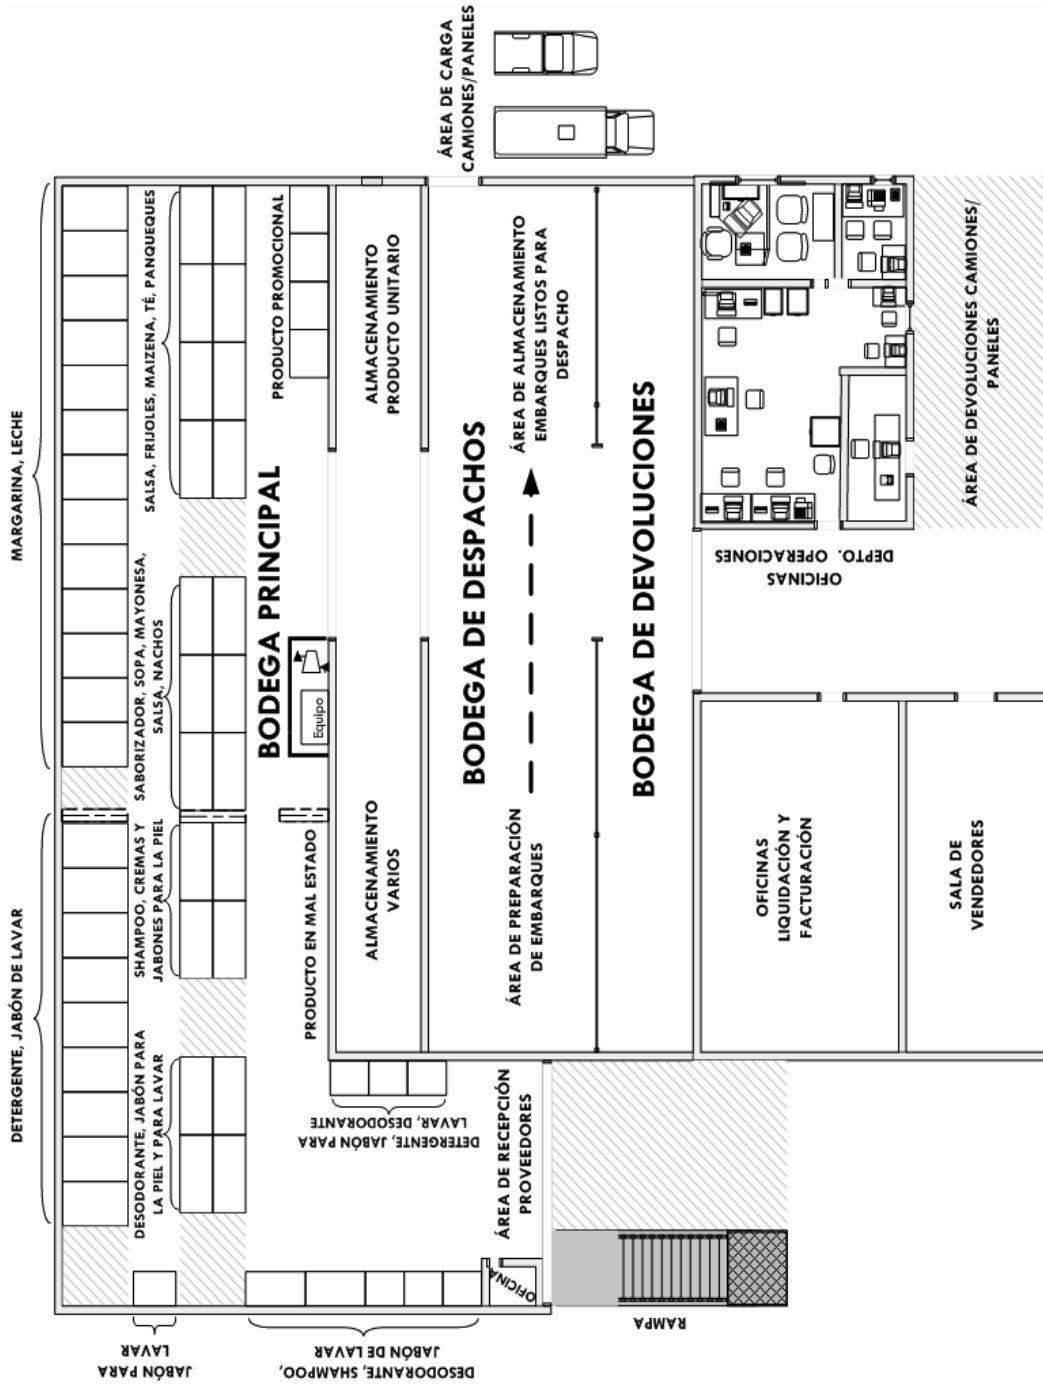 DETERGENTE, JABÓN DE LAVAR
MARGARINA, LECHE
DESODORANTE, JABÓN PARA
LA PIEL Y PARA LAVAR
SHAMPOO, CREMAS Y
JABONES PARA LA PIEL
SABORIZADOR, SOPA, MAYONESA,
SALSA, NACHOS
SALSA, FRIJOLES, MAIZENA, TÉ, PANQUEQUES
JABÓN PARA
LAVAR
DESODORANTE, SHAMPOO,
JABÓN DE LAVAR
BODEGA PRINCIPAL
PRODUCTO PROMOCIONAL
Equipo
PRODUCTO EN MAL ESTADO
ALMACENAMIENTO
VARIOS
ALMACENAMIENTO
PRODUCTO UNITARIO
DETERGENTE, JABÓN PARA
LAVAR, DESODORANTE
ÁREA DE RECEPCIÓN
PROVEEDORES
OFICINA
BODEGA DE DESPACHOS
ÁREA DE PREPARACIÓN
DE EMBARQUES
ÁREA DE ALMACENAMIENTO
EMBARQUES LISTOS PARA
DESPACHO
ÁREA DE CARGA
CAMIONES/PANELES
BODEGA DE DEVOLUCIONES
RAMPA
OFICINAS
LIQUIDACIÓN Y
FACTURACIÓN
OFICINAS
DEPTO. OPERACIONES
SALA DE
VENDEDORES
ÁREA DE DEVOLUCIONES CAMIONES/
PANELES